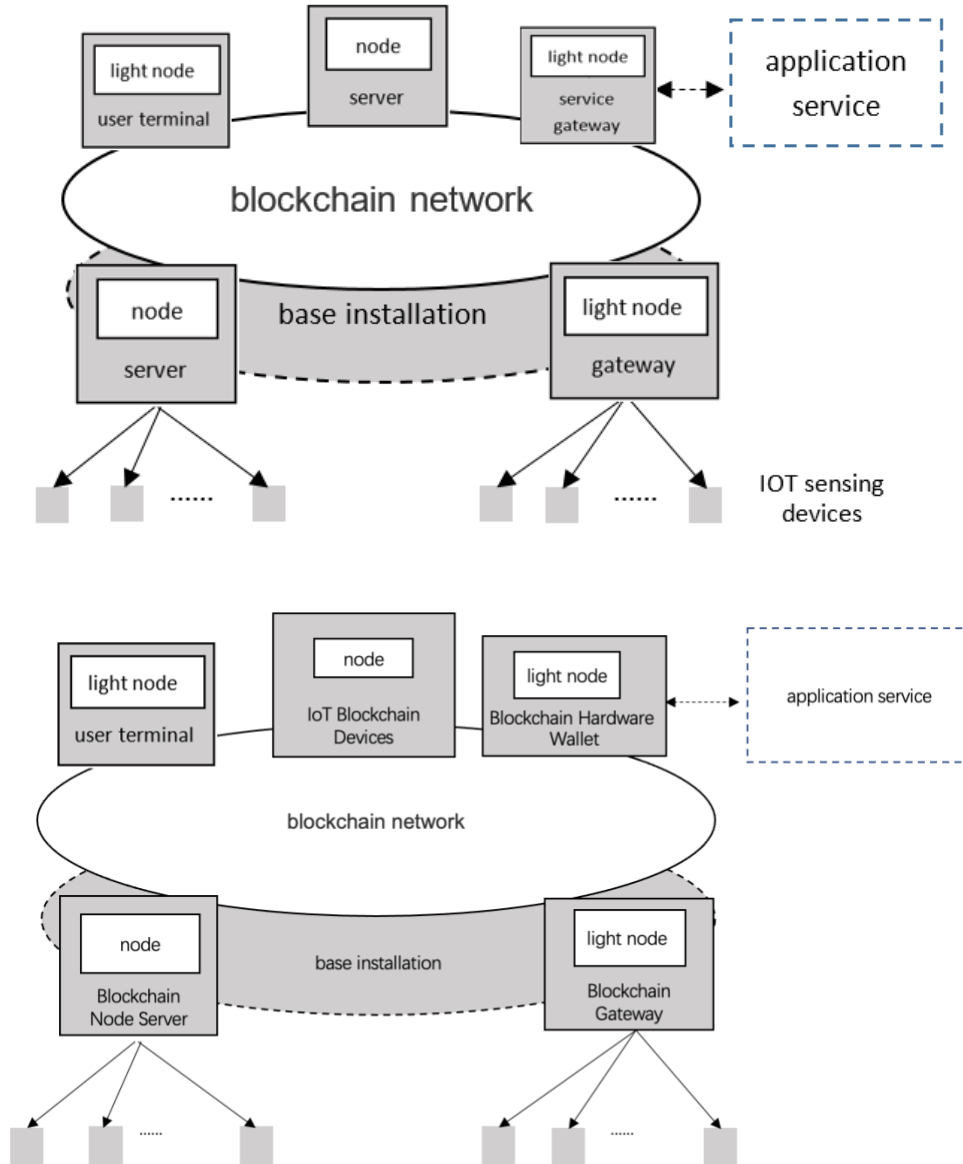 light node
user terminal
node
server
light node
service
gateway
application
service
blockchain network
base installation
node
server
light node
gateway
......
......
IOT sensing
devices
light node
user terminal
node
IoT Blockchain
Devices
light node
Blockchain Hardware
Wallet
application service
blockchain network
base installation
node
Blockchain
Node Server
light node
Blockchain
Gateway
......
......